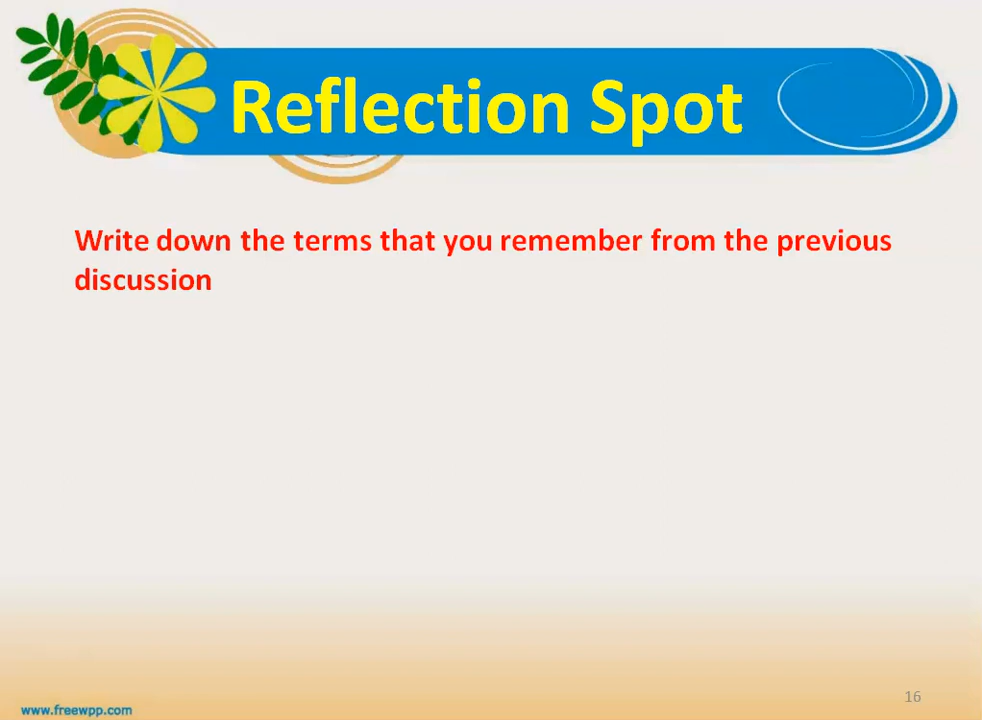 Reflection Spot
Write down the terms that you remember from the previous
discussion
www.freewpp.com
16